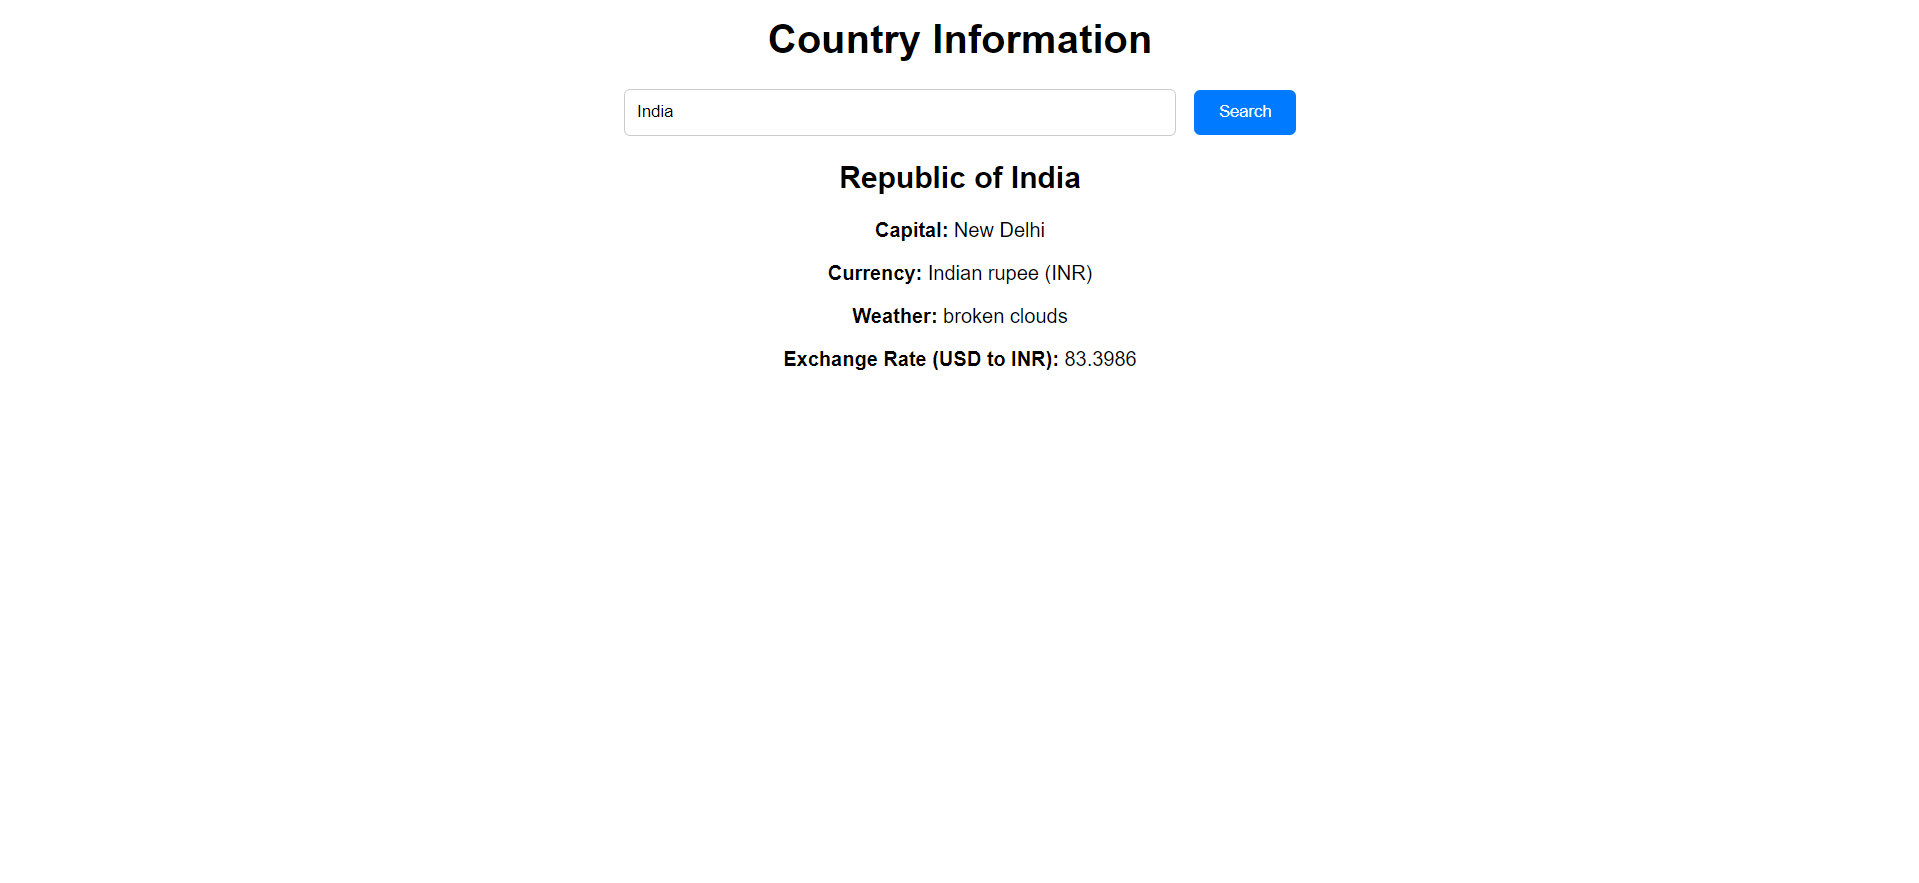 Country Information
India
Search
Republic of India
Capital: New Delhi
Currency: Indian rupee (INR)
Weather: broken clouds
Exchange Rate (USD to INR): 83.3986